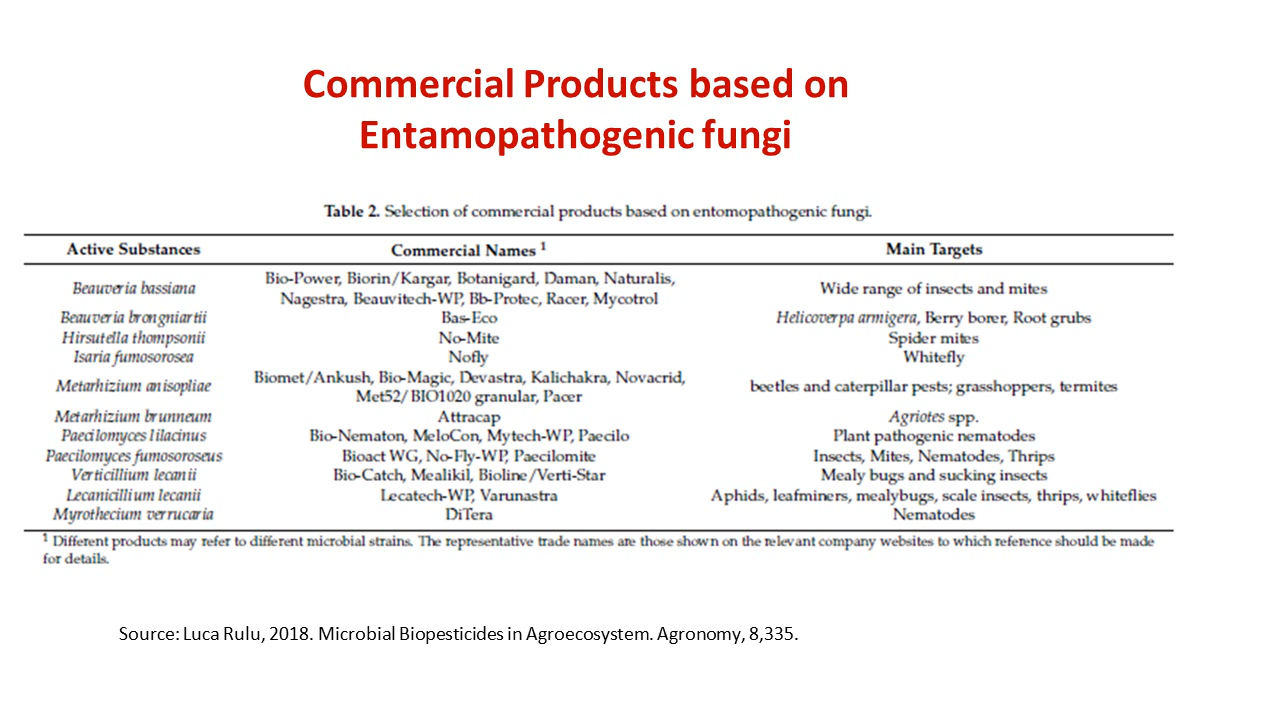 Commercial Products based on
Entamopathogenic fungi
Table 2. Selection of commercial products based on entomopathogenic fungi.
Active Substances Commercial Names 1 Main Targets
Beauveria bassiana Bio-Power, Biorin/Kargar, Botanigard, Daman, Naturalis, Nagestra, Beauvitech-WP, Bb-Protec, Racer, Mycotrol Wide range of insects and mites
Beauveria brongniartii Bas-Eco Helicoverpa armigera, Berry borer, Root grubs
Hirsutella thompsonii No-Mite Spider mites
Isaria fumosorosea Nofly Whitefly
Metarhizium anisopliae Biomet/Ankush, Bio-Magic, Devastra, Kalichakra, Novacrid, Met52/BIO1020 granular, Pacer beetles and caterpillar pests; grasshoppers, termites
Metarhizium brunneum Attracap Agriotes spp.
Paecilomyces lilacinus Bio-Nematon, MeloCon, Mytech-WP, Paecilo Plant pathogenic nematodes
Paecilomyces fumosoroseus Bioact WG, No-Fly-WP, Paecilomite Insects, Mites, Nematodes, Thrips
Verticillium lecanii Bio-Catch, Mealikil, Bioline/Verti-Star Mealy bugs and sucking insects
Lecanicillium lecanii Lecatech-WP, Varunastra Aphids, leafminers, mealybugs, scale insects, thrips, whiteflies
Myrothecium verrucaria DiTera Nematodes
1 Different products may refer to different microbial strains. The representative trade names are those shown on the relevant company websites to which reference should be made
for details.
Source: Luca Rulu, 2018. Microbial Biopesticides in Agroecosystem. Agronomy, 8,335.